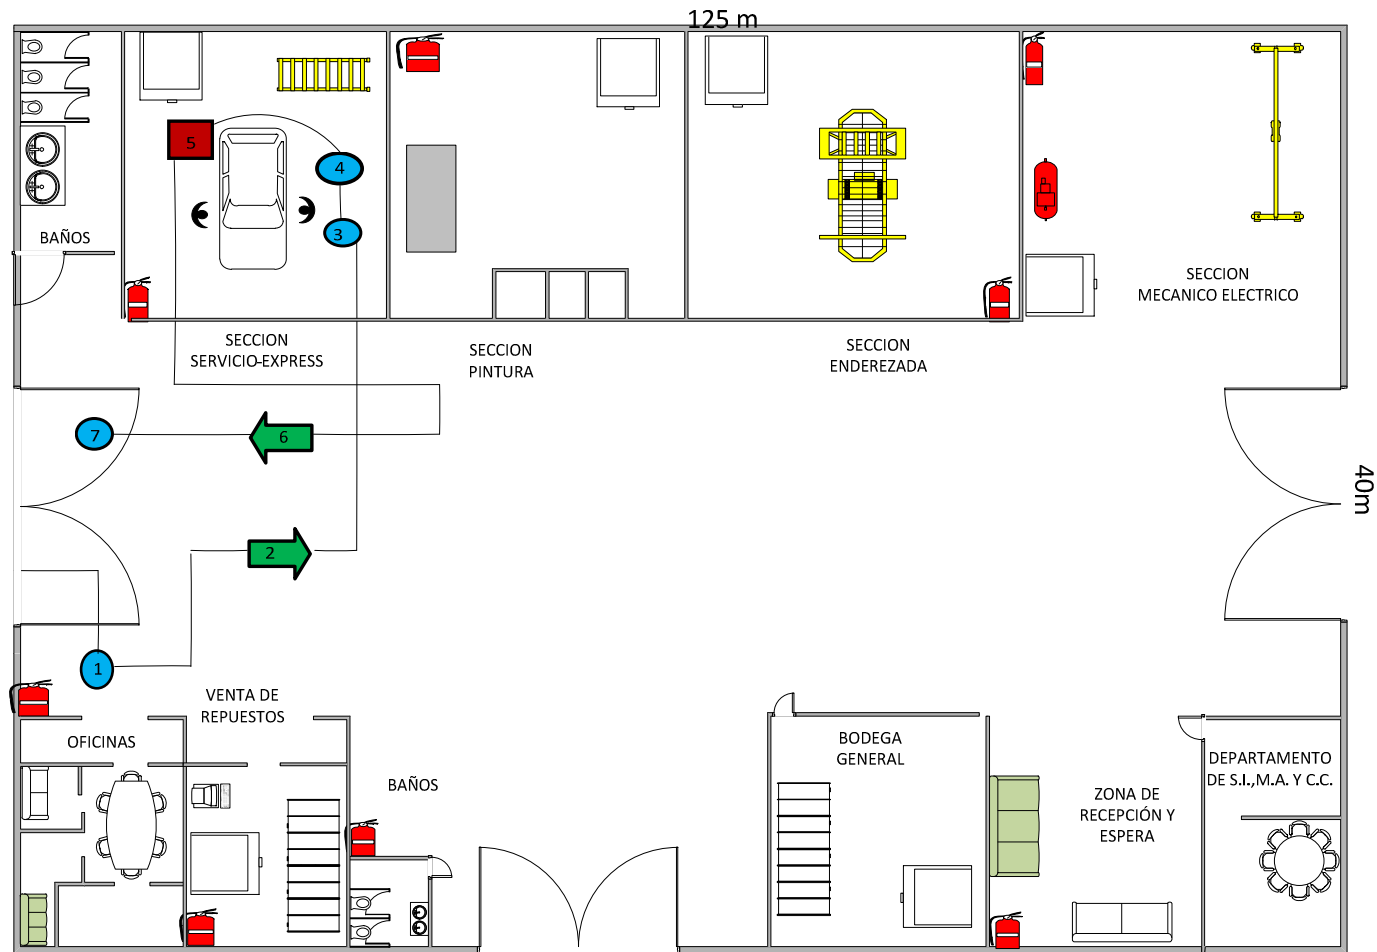 125 m
5
4
3
BAÑOS
SECCION
MECANICO ELECTRICO
SECCION
SERVICIO-EXPRESS
SECCION
PINTURA
SECCION
ENDEREZADA
7
6
40m
2
1
VENTA DE
REPUESTOS
OFICINAS
BAÑOS
BODEGA
GENERAL
ZONA DE
RECEPCIÓN Y
ESPERA
DEPARTAMENTO
DE S.I.,M.A. Y C.C.